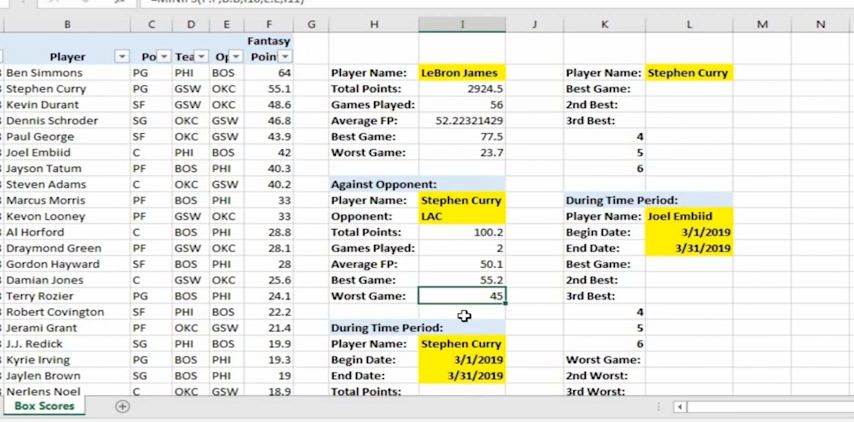 B C D E F G H I J K L M N
Fantasy
Player Po Tea Op Poin
Ben Simmons PG PHI BOS 64 Player Name: LeBron James Player Name: Stephen Curry
Stephen Curry PG GSW OKC 55.1 Total Points: 2924.5 Best Game:
Kevin Durant SF GSW OKC 48.6 Games Played: 56 2nd Best:
Dennis Schroder SG OKC GSW 46.8 Average FP: 52.22321429 3rd Best:
Paul George SF OKC GSW 43.9 Best Game: 77.5 4
Joel Embiid C PHI BOS 42 Worst Game: 23.7 5
Jayson Tatum PF BOS PHI 40.3 6
Steven Adams C OKC GSW 40.2 Against Opponent:
Marcus Morris PF BOS PHI 33 Player Name: Stephen Curry During Time Period:
Kevon Looney PF GSW OKC 33 Opponent: LAC Player Name: Joel Embiid
Al Horford C BOS PHI 28.8 Total Points: 100.2 Begin Date: 3/1/2019
Draymond Green PF GSW OKC 28.1 Games Played: 2 End Date: 3/31/2019
Gordon Hayward SF BOS PHI 28 Average FP: 50.1 Best Game:
Damian Jones C GSW OKC 25.6 Best Game: 55.2 2nd Best:
Terry Rozier PG BOS PHI 24.1 Worst Game: 45 3rd Best:
Robert Covington SF PHI BOS 22.2 4
Jerami Grant PF OKC GSW 21.4 During Time Period: 5
J.J. Redick SG PHI BOS 19.9 Player Name: Stephen Curry 6
Kyrie Irving PG BOS PHI 19.3 Begin Date: 3/1/2019 Worst Game:
Jaylen Brown SG BOS PHI 19 End Date: 3/31/2019 2nd Worst:
Nerlens Noel C OKC GSW 18.9 Total Points: 3rd Worst:
Box Scores